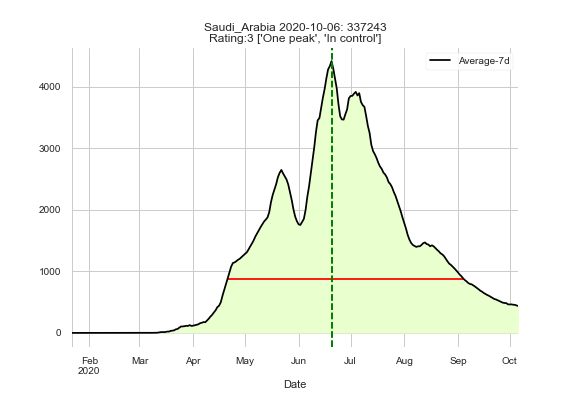 Saudi_Arabia 2020-10-06: 337243
Rating:3 ['One peak', 'In control']
Average-7d
4000
3000
2000
1000
0
Feb Mar Apr May Jun Jul Aug Sep Oct
2020
Date